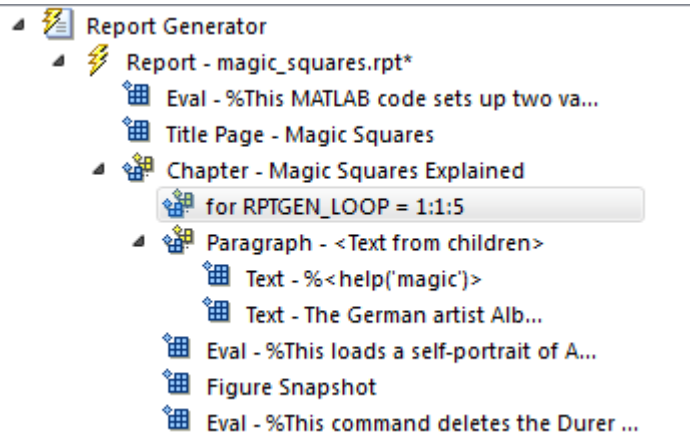 Report Generator
Report - magic_squares.rpt*
Eval - %This MATLAB code sets up two va...
Title Page - Magic Squares
Chapter - Magic Squares Explained
for RPTGEN_LOOP = 1:1:5
Paragraph - <Text from children>
Text - %<help('magic')>
Text - The German artist Alb...
Eval - %This loads a self-portrait of A...
Figure Snapshot
Eval - %This command deletes the Durer ...